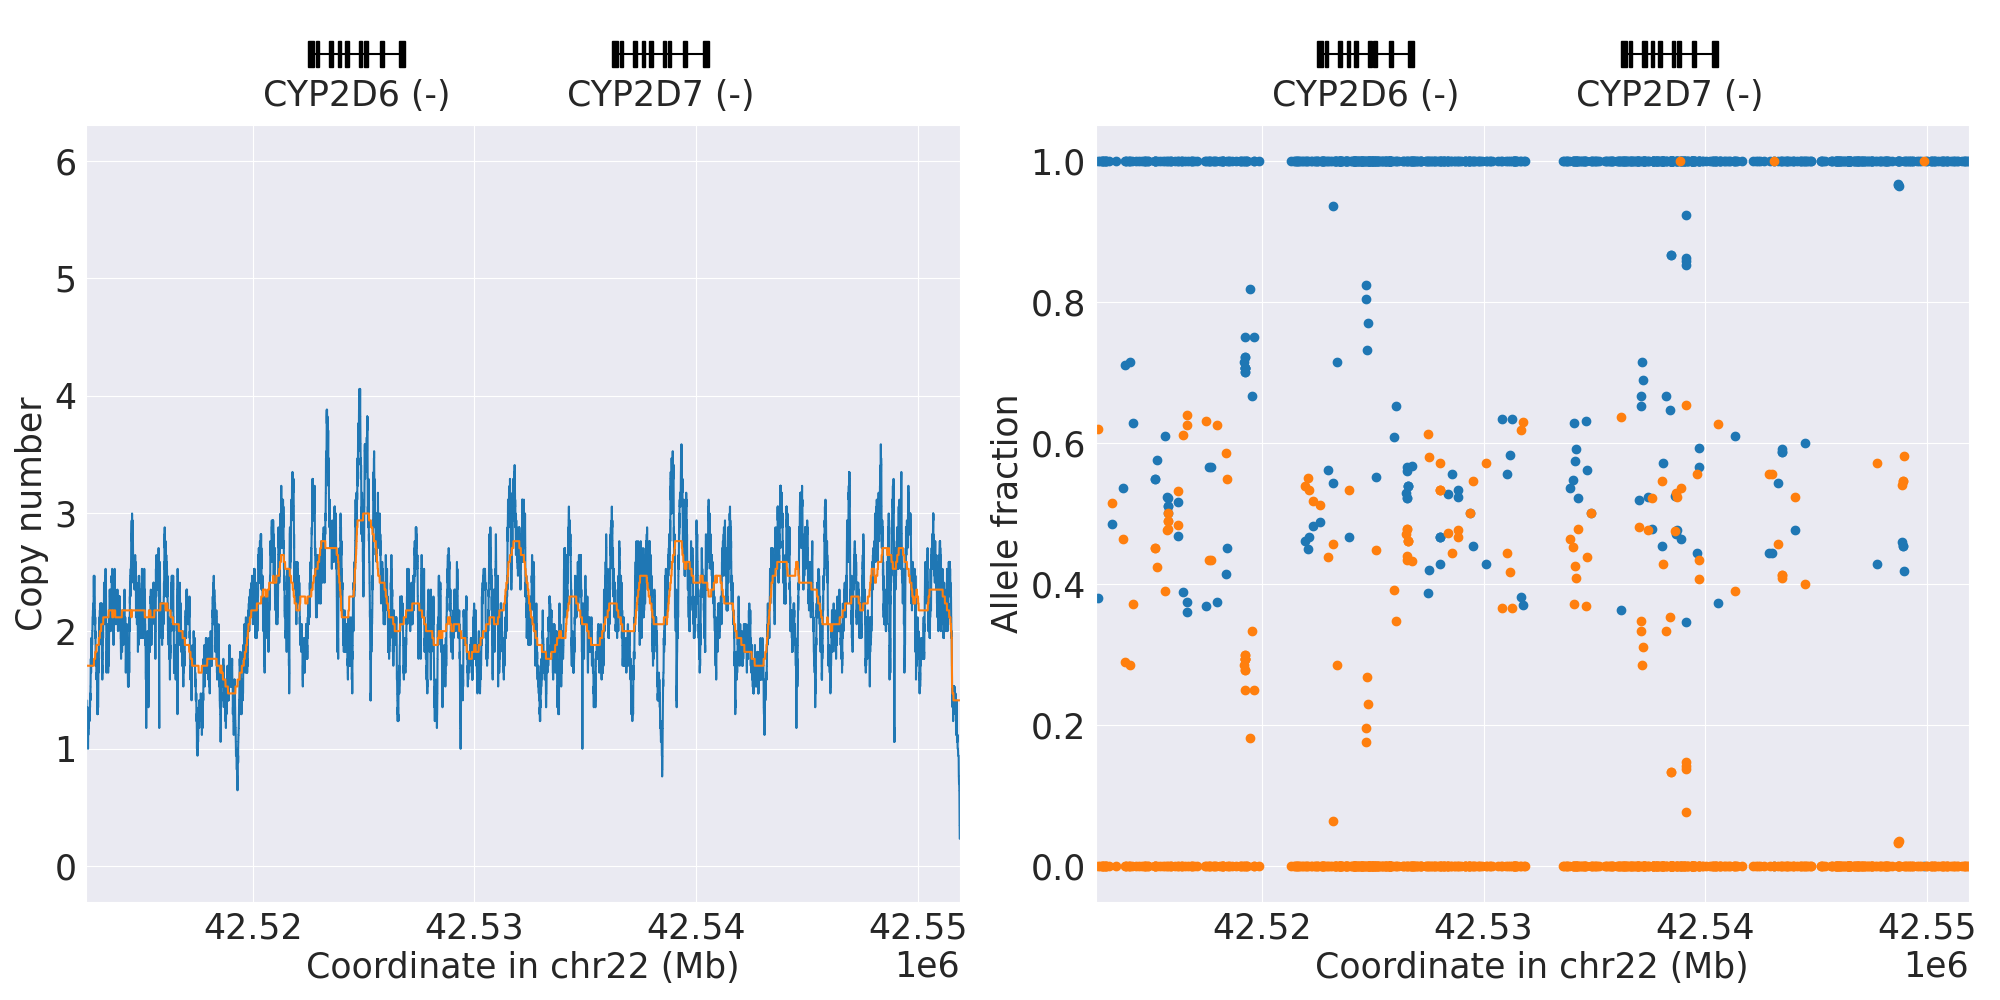 CYP2D6 (-)
CYP2D7 (-)
6
5
4
3
2
1
0
Copy number
42.52
42.53
42.54
42.55
Coordinate in chr22 (Mb)
1e6
CYP2D6 (-)
CYP2D7 (-)
1.0
0.8
0.6
0.4
0.2
0.0
Allele fraction
42.52
42.53
42.54
42.55
Coordinate in chr22 (Mb)
1e6